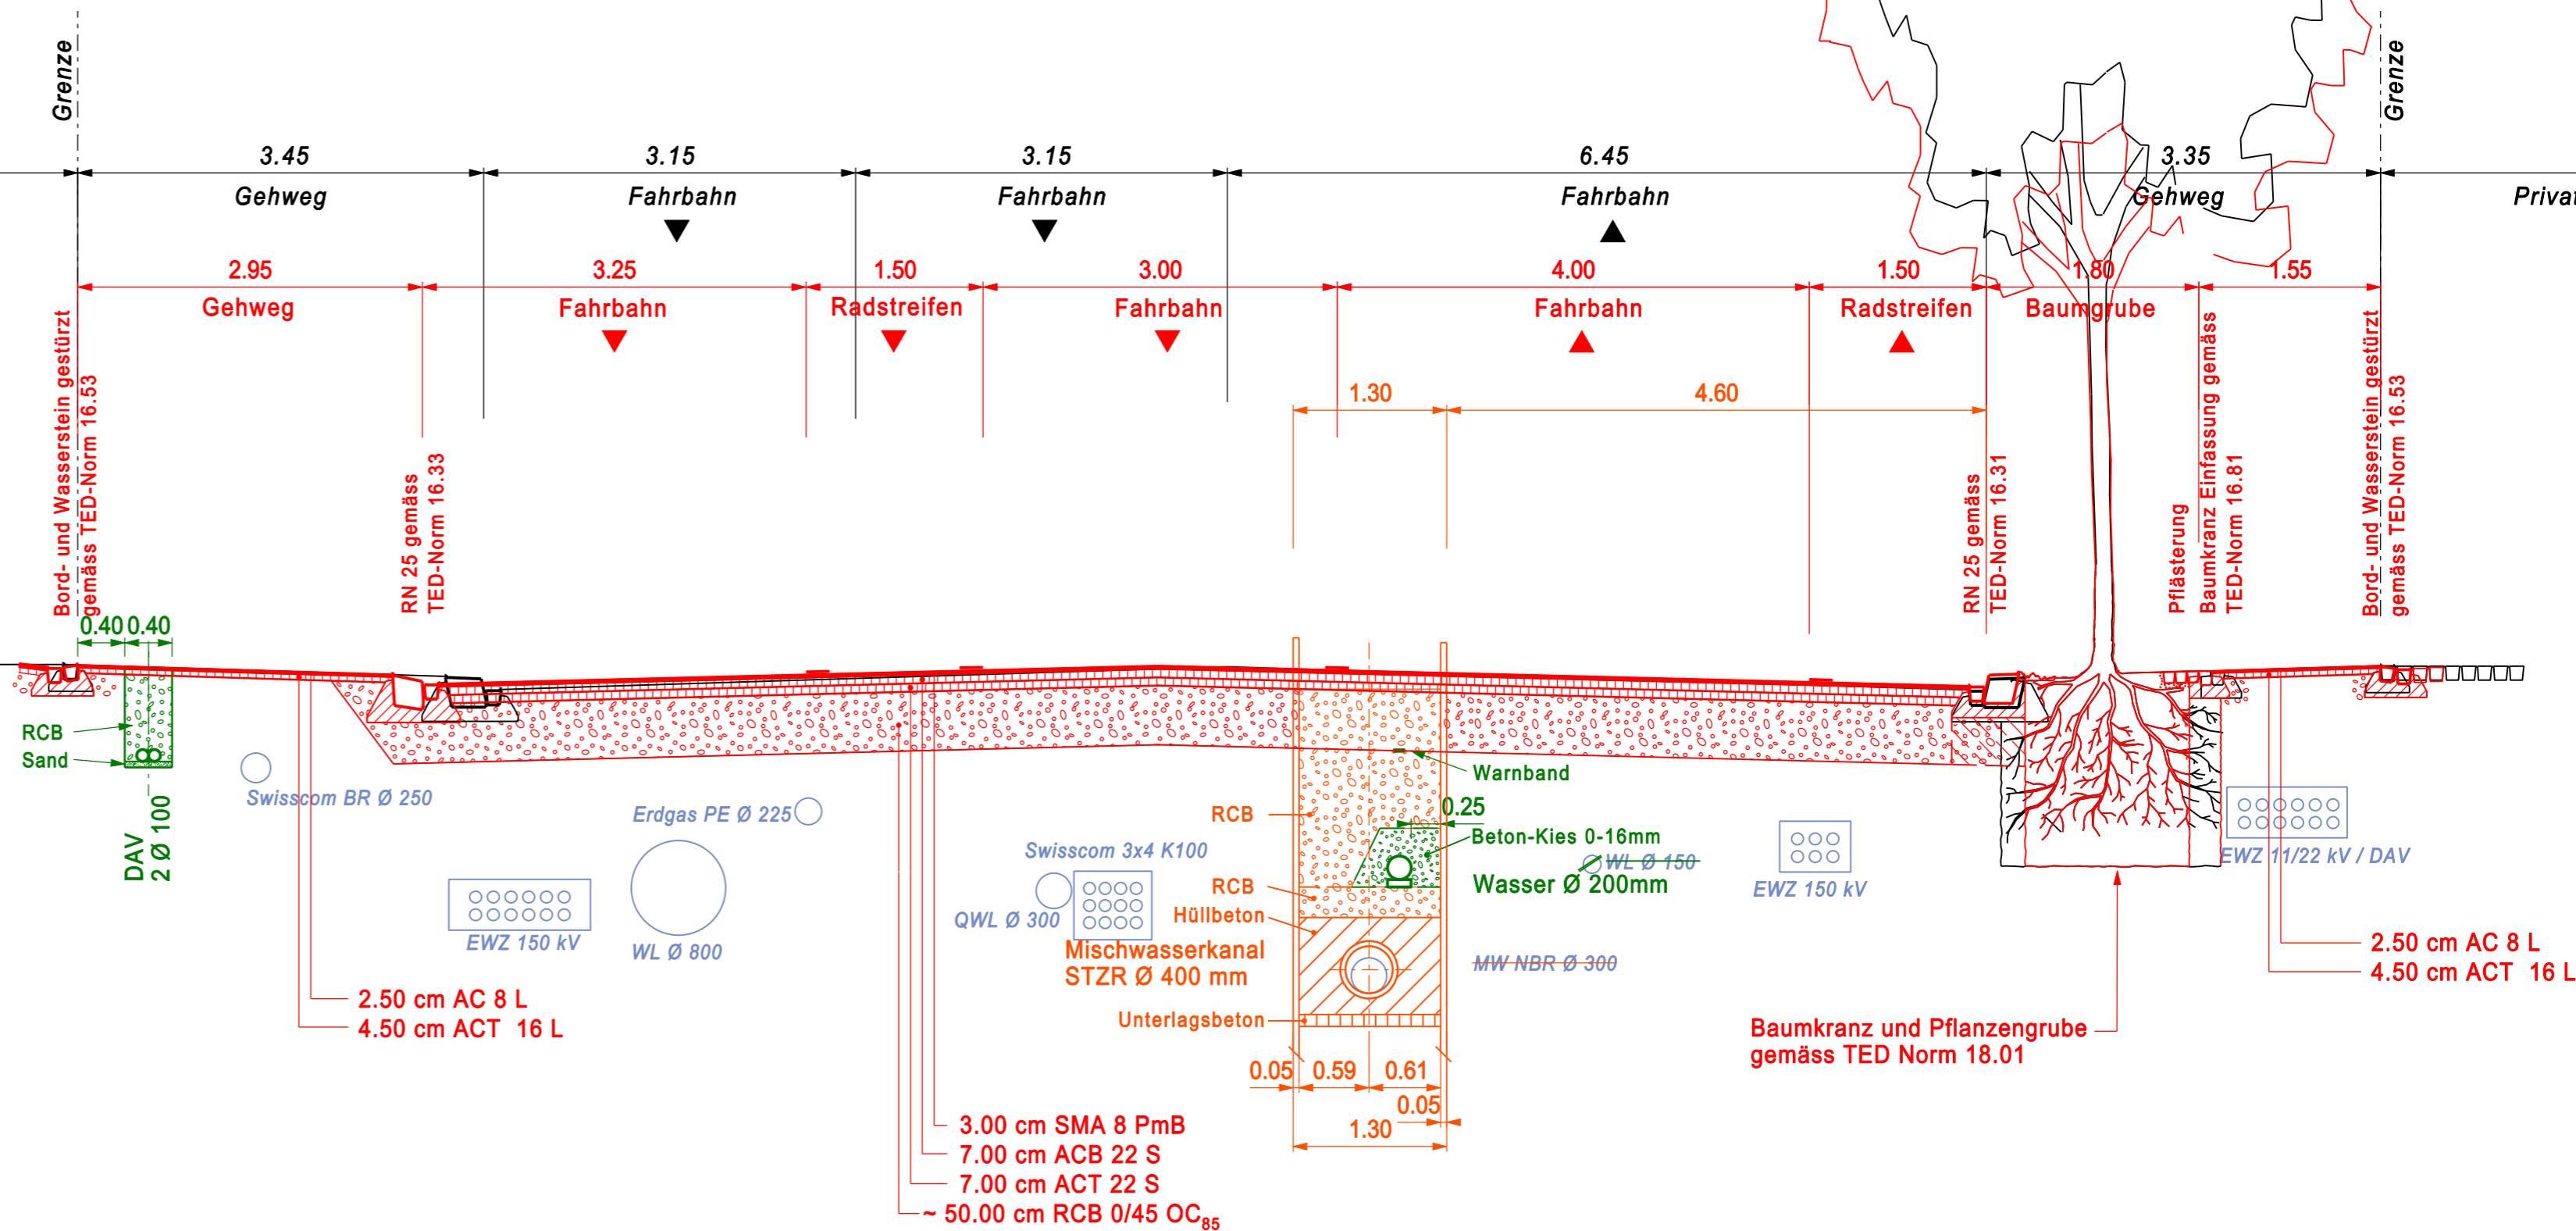 Grenze
Grenze
3.45
3.15
3.15
6.45
3.35
Gehweg
Fahrbahn
Fahrbahn
Fahrbahn
Gehweg
2.95
3.25
1.50
3.00
4.00
1.50
1.80
1.55
Gehweg
Fahrbahn
Radstreifen
Fahrbahn
Fahrbahn
Radstreifen
Baumgrube
1.30
4.60
Bord- und Wasserstein gestürzt
gemäss TED-Norm 16.53
RN 25 gemäss
TED-Norm 16.33
RN 25 gemäss
TED-Norm 16.31
Pflästerung
Baumkranz Einfassung gemäss
TED-Norm 16.81
Bord- und Wasserstein gestürzt
gemäss TED-Norm 16.53
0.40
0.40
RCB
Sand
DAV
2 Ø 100
Swisscom BR Ø 250
Erdgas PE Ø 225
EWZ 150 kV
WL Ø 800
Swisscom 3x4 K100
QWL Ø 300
Warnband
RCB
0.25
Beton-Kies 0-16mm
WL Ø 150
Wasser Ø 200mm
RCB
Hüllbeton
Mischwasserkanal
STZR Ø 400 mm
MW NBR Ø 300
Unterlagsbeton
EWZ 150 kV
EWZ 11/22 kV / DAV
2.50 cm AC 8 L
4.50 cm ACT 16 L
2.50 cm AC 8 L
4.50 cm ACT 16 L
Baumkranz und Pflanzengrube
gemäss TED Norm 18.01
0.05
0.59
0.61
0.05
1.30
3.00 cm SMA 8 PmB
7.00 cm ACB 22 S
7.00 cm ACT 22 S
~ 50.00 cm RCB 0/45 OC85